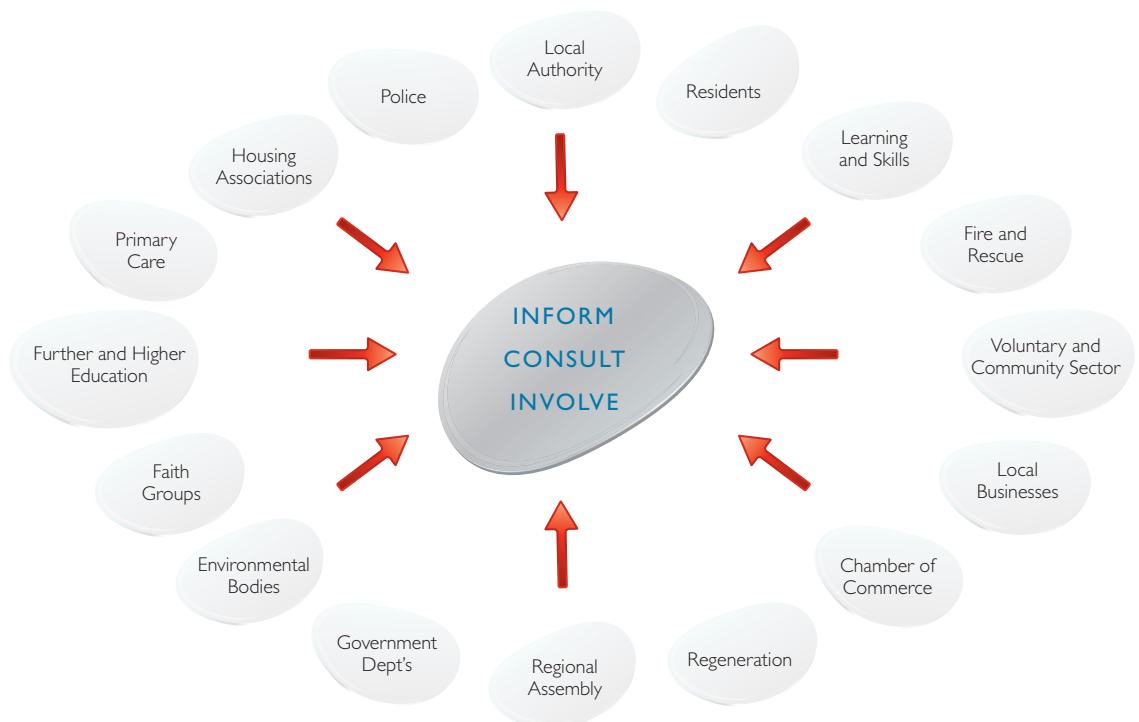 Local
Authority
Residents
Police
Learning
and Skills
Housing
Associations
Fire and
Rescue
Primary
Care
INFORM
CONSULT
INVOLVE
Further and Higher
Education
Voluntary and
Community Sector
Faith
Groups
Local
Businesses
Environmental
Bodies
Chamber of
Commerce
Government
Dept's
Regional
Assembly
Regeneration